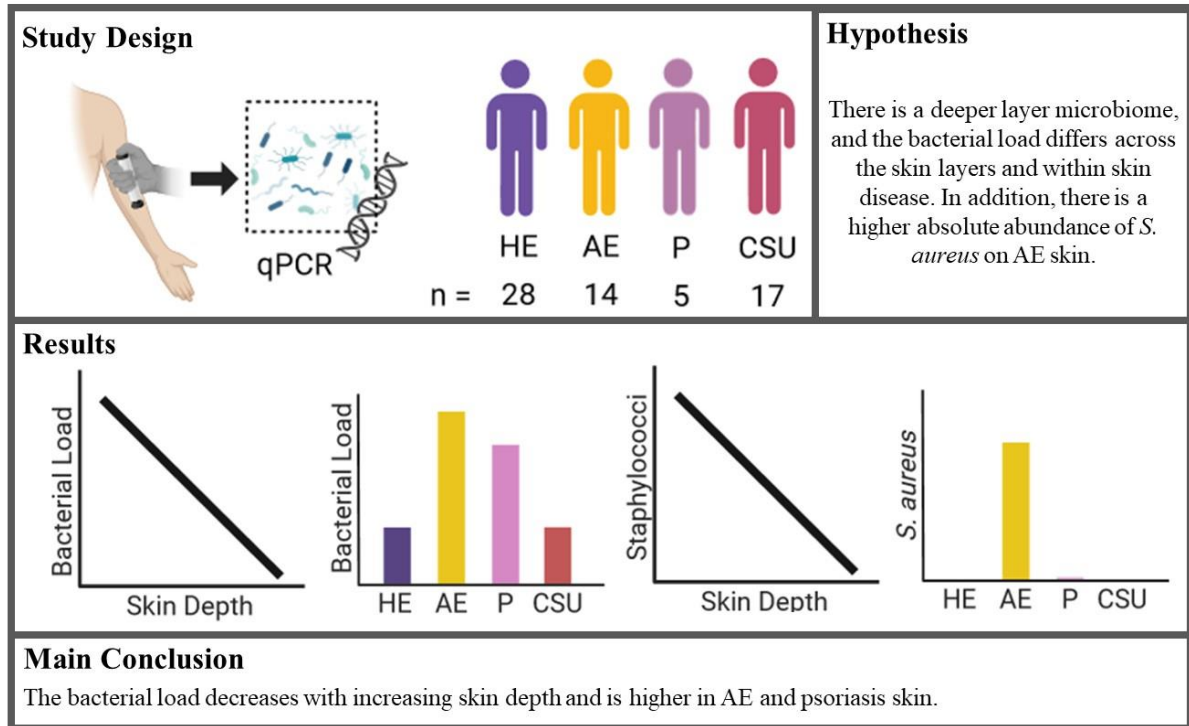 Study Design
qPCR
HE AE P CSU
n = 28 14 5 17
Hypothesis
There is a deeper layer microbiome,
and the bacterial load differs across
the skin layers and within skin
disease. In addition, there is a
higher absolute abundance of S.
aureus on AE skin.
Results
Bacterial Load
Skin Depth
Bacterial Load
HE AE P CSU
Staphylococci
Skin Depth
S. aureus
HE AE P CSU
Main Conclusion
The bacterial load decreases with increasing skin depth and is higher in AE and psoriasis skin.